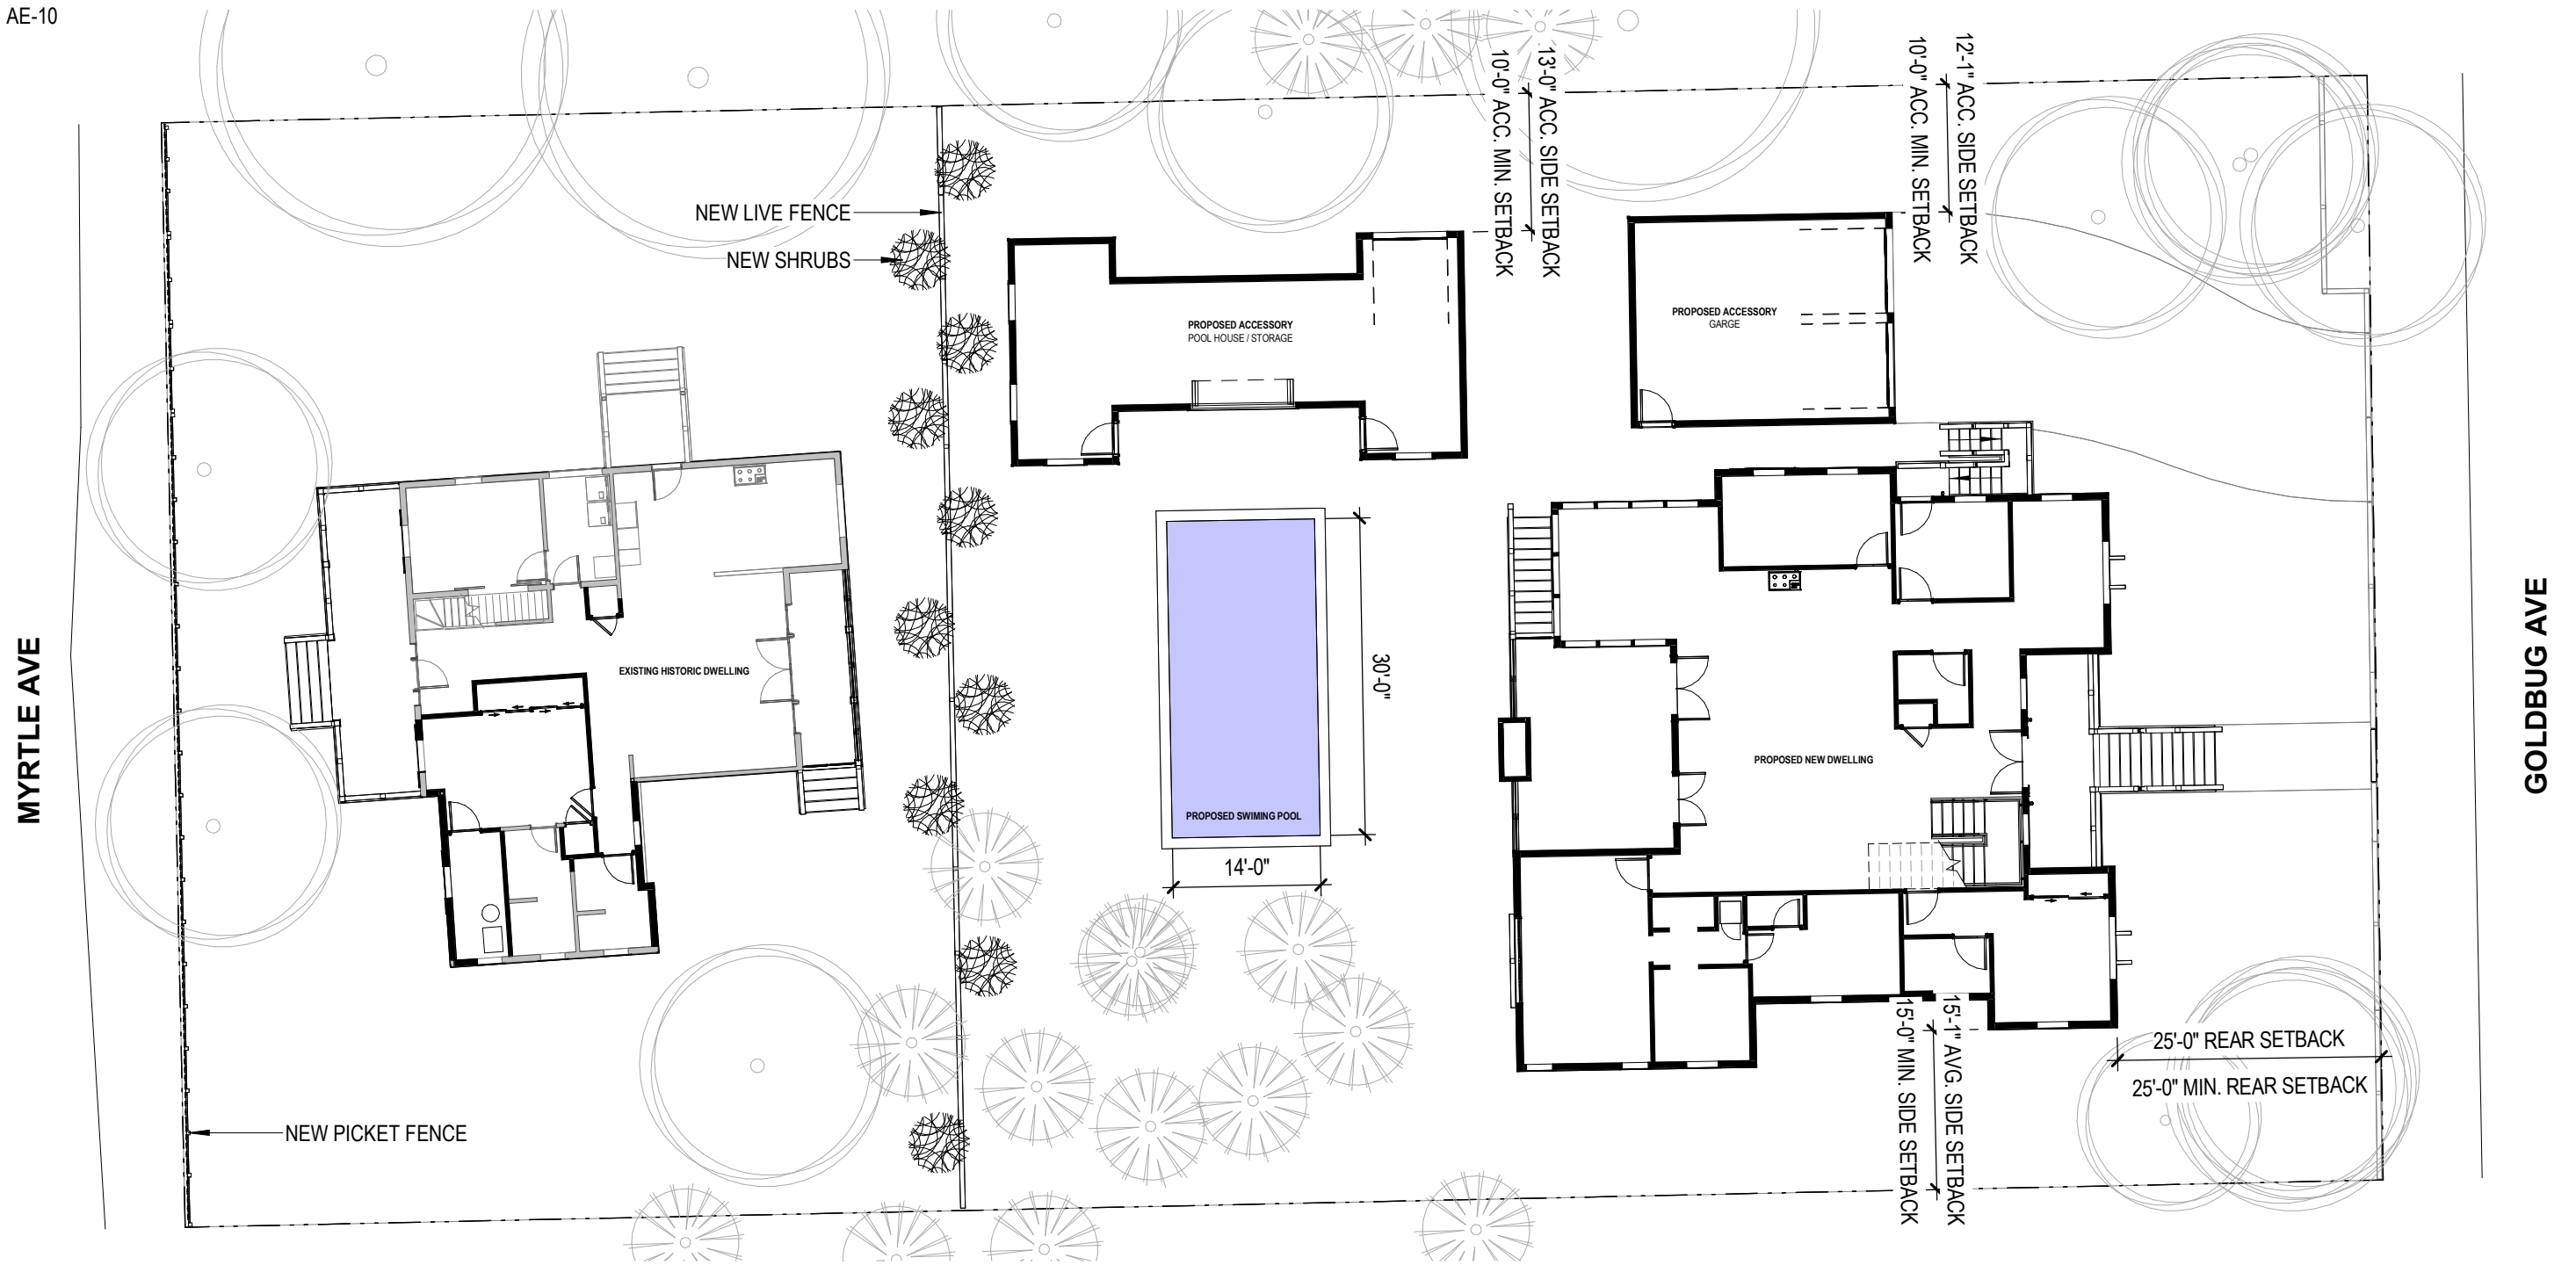 AE-10
10'-0" ACC. MIN. SETBACK
13'-0" ACC. SIDE SETBACK
10'-0" ACC. MIN. SETBACK
12'-1" ACC. SIDE SETBACK
NEW LIVE FENCE
NEW SHRUBS
PROPOSED ACCESSORY
POOL HOUSE / STORAGE
PROPOSED ACCESSORY
GARGE
MYRTLE AVE
EXISTING HISTORIC DWELLING
30'-0"
PROPOSED SWIMING POOL
14'-0"
PROPOSED NEW DWELLING
GOLDBUG AVE
15'-0" MIN. SIDE SETBACK
15'-1" AVG. SIDE SETBACK
25'-0" REAR SETBACK
25'-0" MIN. REAR SETBACK
NEW PICKET FENCE